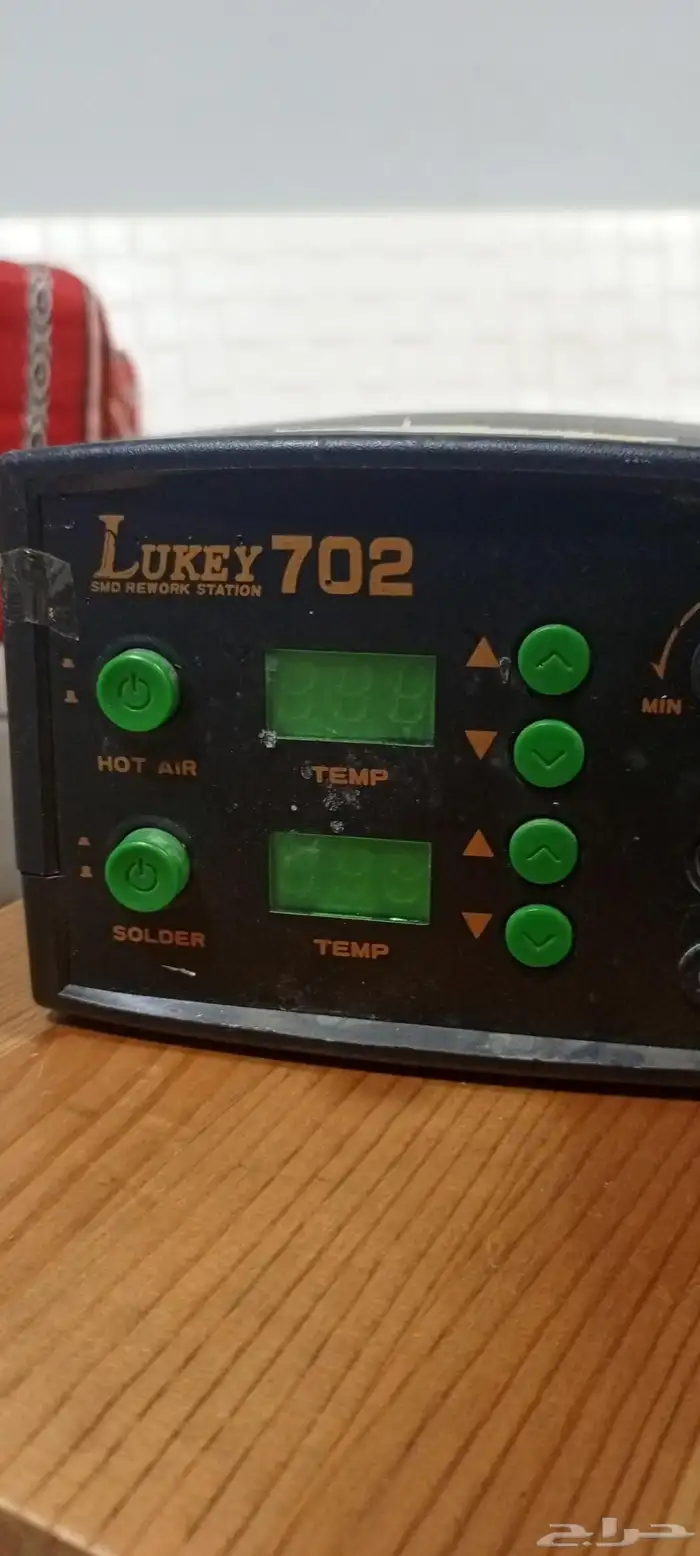 LUKEY 702
SMD REWORK STATION
HOT AIR
TEMP
MIN
SOLDER
TEMP
حراج